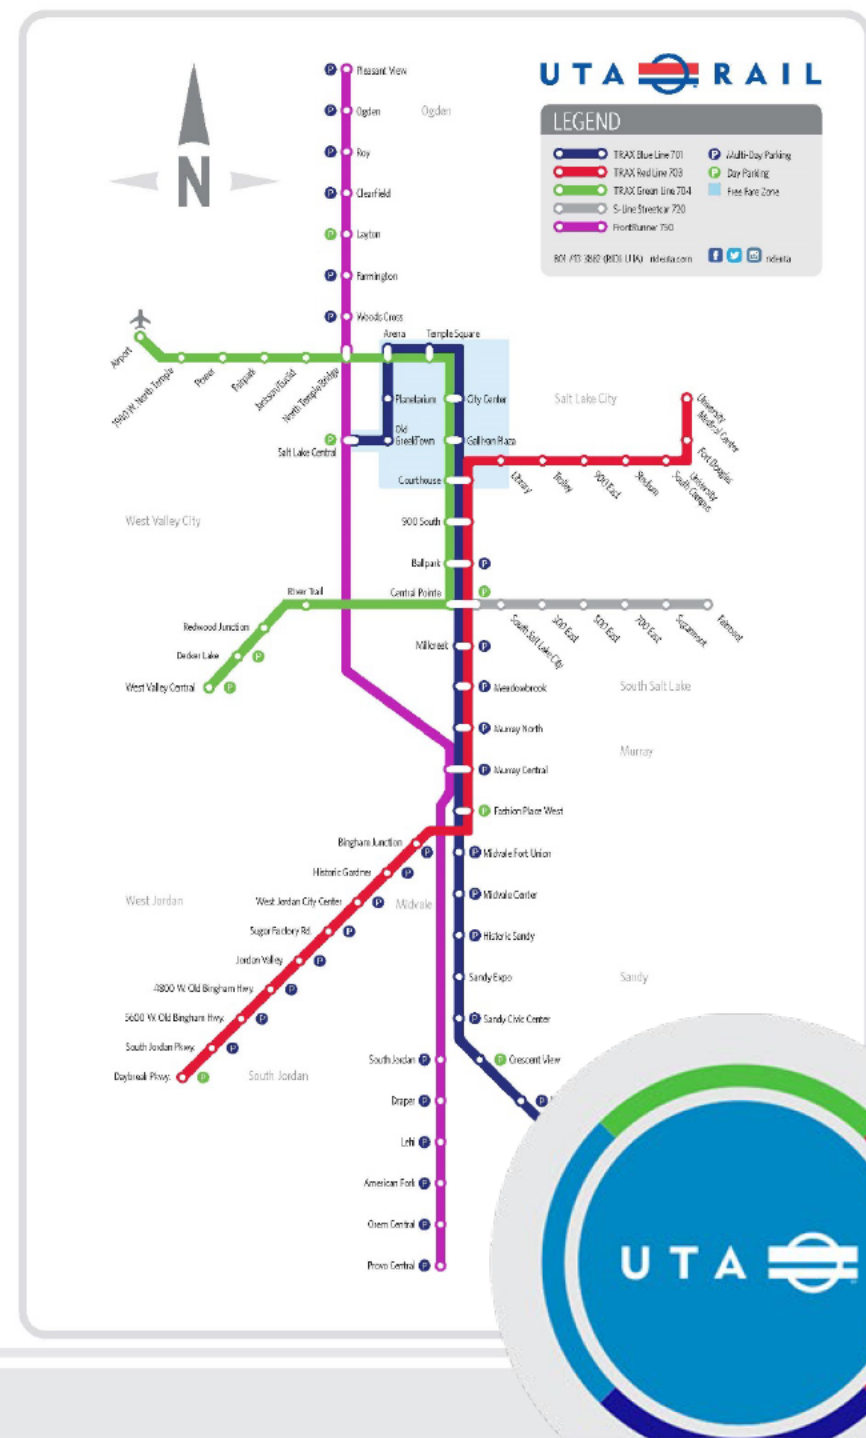 UTA RAIL
LEGEND
TRAX Blue Line 701
TRAX Red Line 703
TRAX Green Line 704
S-Line Streetcar 720
FrontRunner 750
P Multi-Day Parking
P Day Parking
Free Fare Zone
rideuta.com
rideuta
N
Pleasant View
Ogden
Ogden
Roy
Clearfield
Layton
Farmington
Woods Cross
Airport
1940 W. North Temple
Power
Fairpark
Jackson/Euclid
North Temple Bridge
Arena
Temple Square
Planetarium
City Center
Salt Lake City
Old
GreekTown
Gallivan Plaza
Salt Lake Central
Courthouse
University
Medical Center
Fort Douglas
University
South Campus
Stadium
900 East
Trolley
Library
West Valley City
900 South
Ballpark
Central Pointe
River Trail
Redwood Junction
Decker Lake
West Valley Central
South Salt Lake City
300 East
500 East
700 East
Sugarmont
Fairmont
Millcreek
Meadowbrook
South Salt Lake
Murray North
Murray
Murray Central
Fashion Place West
Bingham Junction
Midvale Fort Union
Historic Gardner
Midvale Center
West Jordan
West Jordan City Center
Midvale
Sugar Factory Rd.
Historic Sandy
Jordan Valley
Sandy Expo
Sandy
4800 W. Old Bingham Hwy.
5600 W. Old Bingham Hwy.
Sandy Civic Center
South Jordan Pkwy.
South Jordan
Crescent View
Daybreak Pkwy.
South Jordan
Draper
Lehi
American Fork
Orem Central
Provo Central
UTA